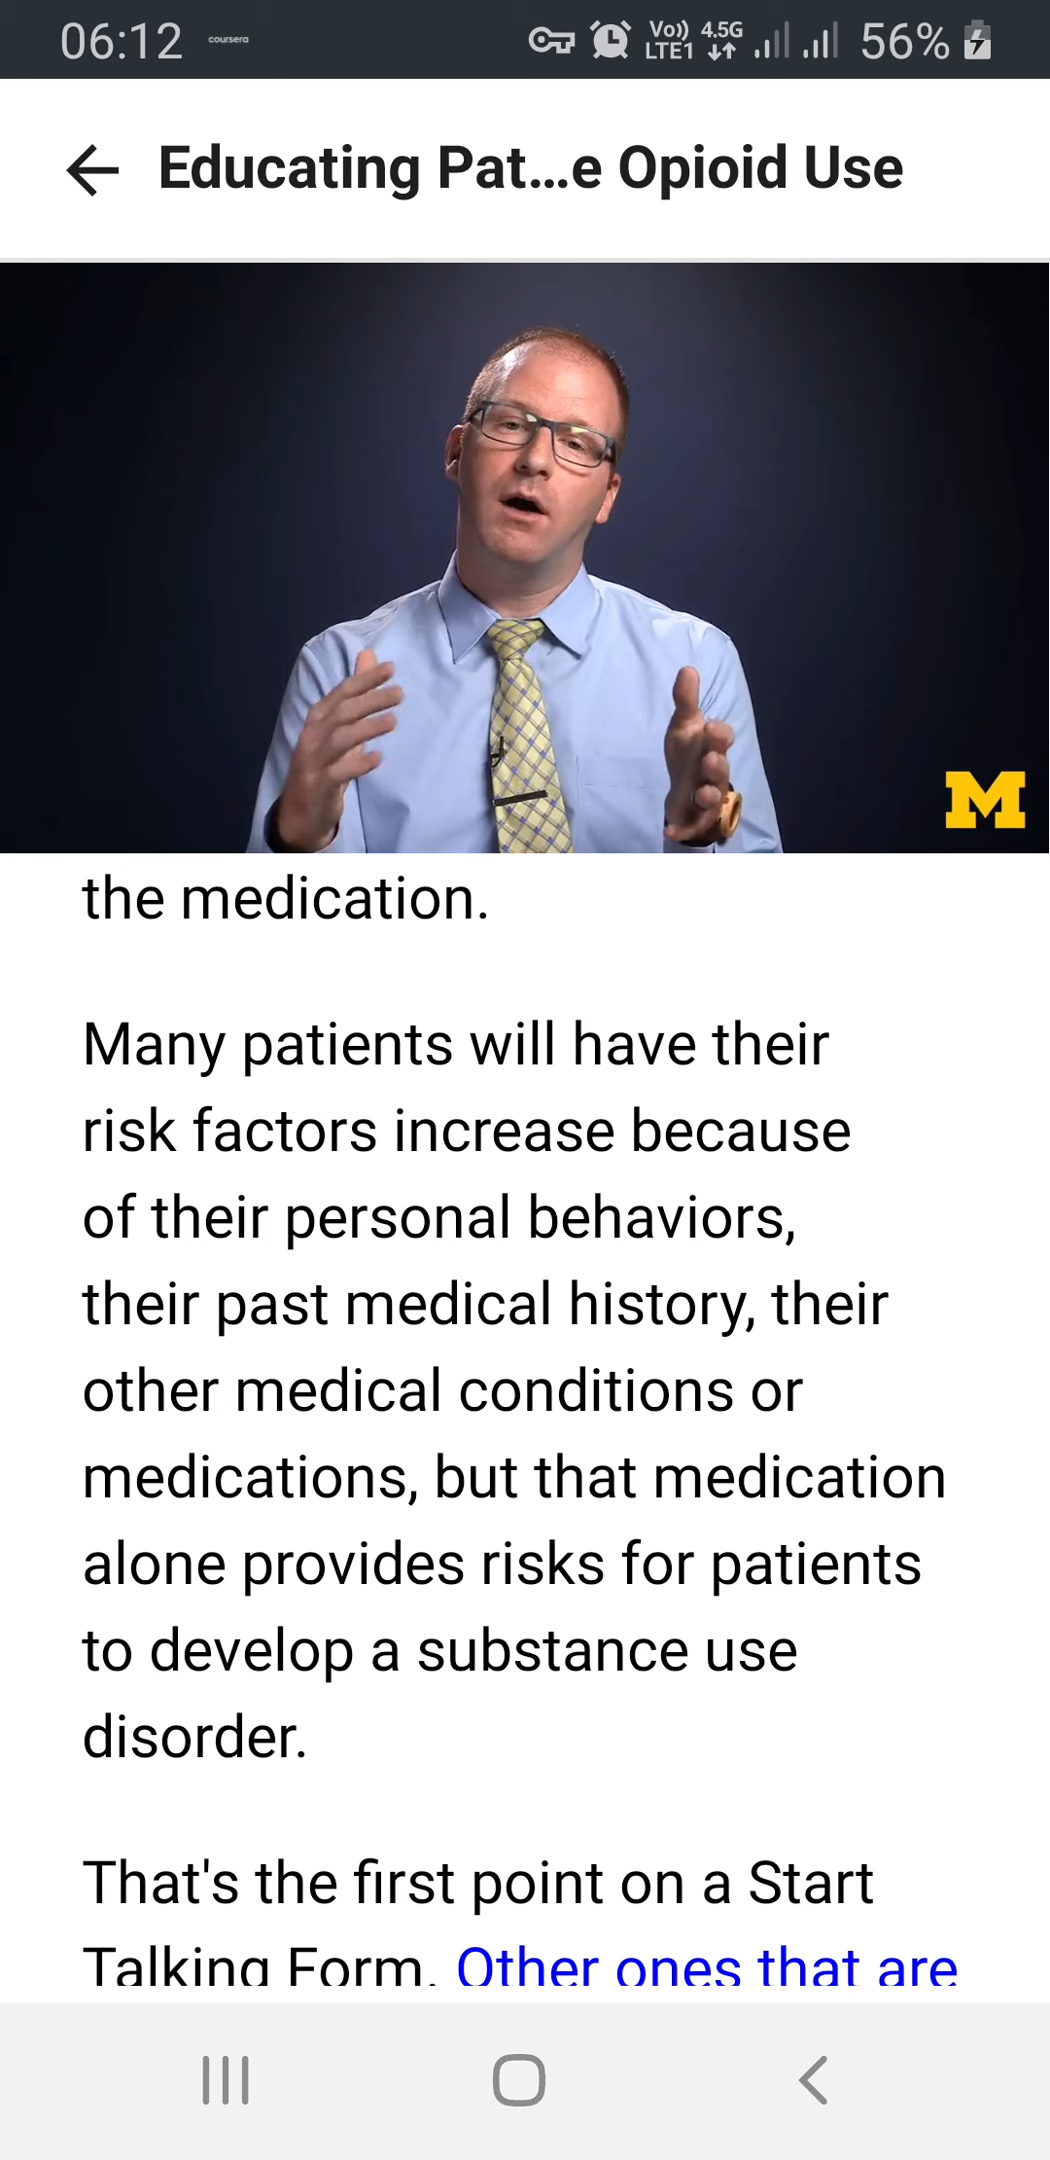 06:12 coursera Vo)) LTE1 4.5G 56%
Educating Pat...e Opioid Use
M
the medication.
Many patients will have their
risk factors increase because
of their personal behaviors,
their past medical history, their
other medical conditions or
medications, but that medication
alone provides risks for patients
to develop a substance use
disorder.
That's the first point on a Start
Talking Form. Other ones that are